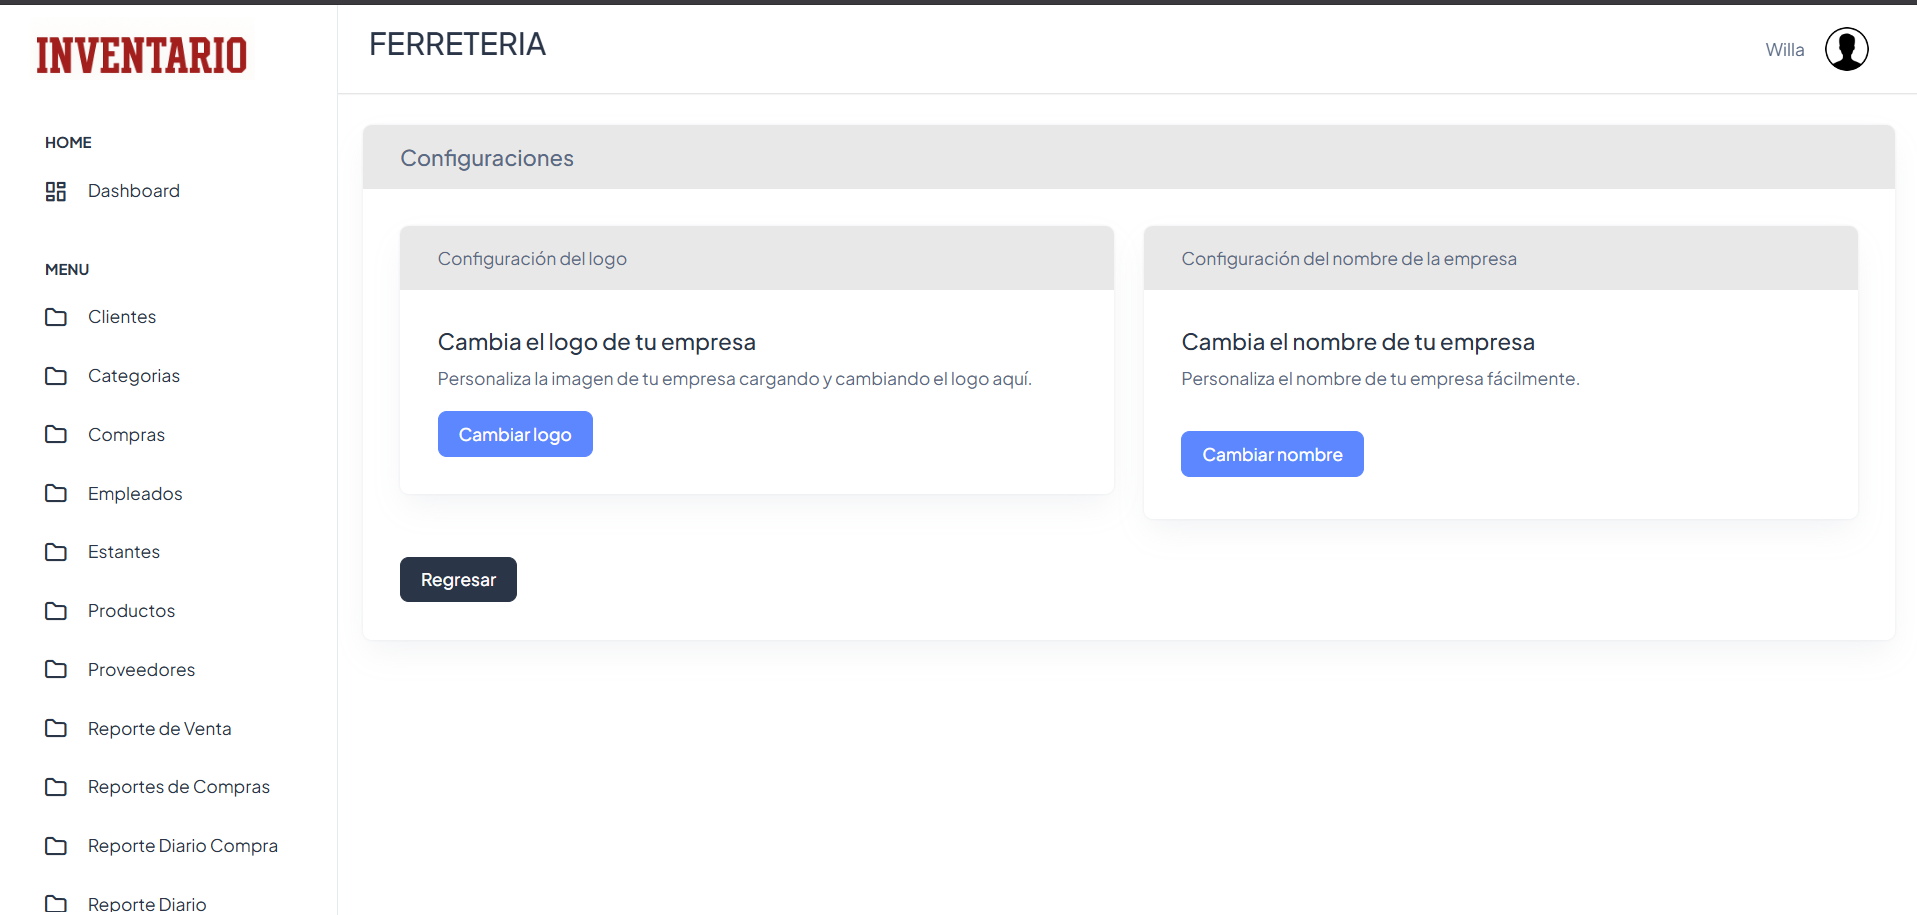 INVENTARIO
HOME
Dashboard
MENU
Clientes
Categorias
Compras
Empleados
Estantes
Productos
Proveedores
Reporte de Venta
Reportes de Compras
Reporte Diario Compra
Reporte Diario
FERRETERIA
Willa
Configuraciones
Configuración del logo
Cambia el logo de tu empresa
Personaliza la imagen de tu empresa cargando y cambiando el logo aquí.
Cambiar logo
Configuración del nombre de la empresa
Cambia el nombre de tu empresa
Personaliza el nombre de tu empresa fácilmente.
Cambiar nombre
Regresar